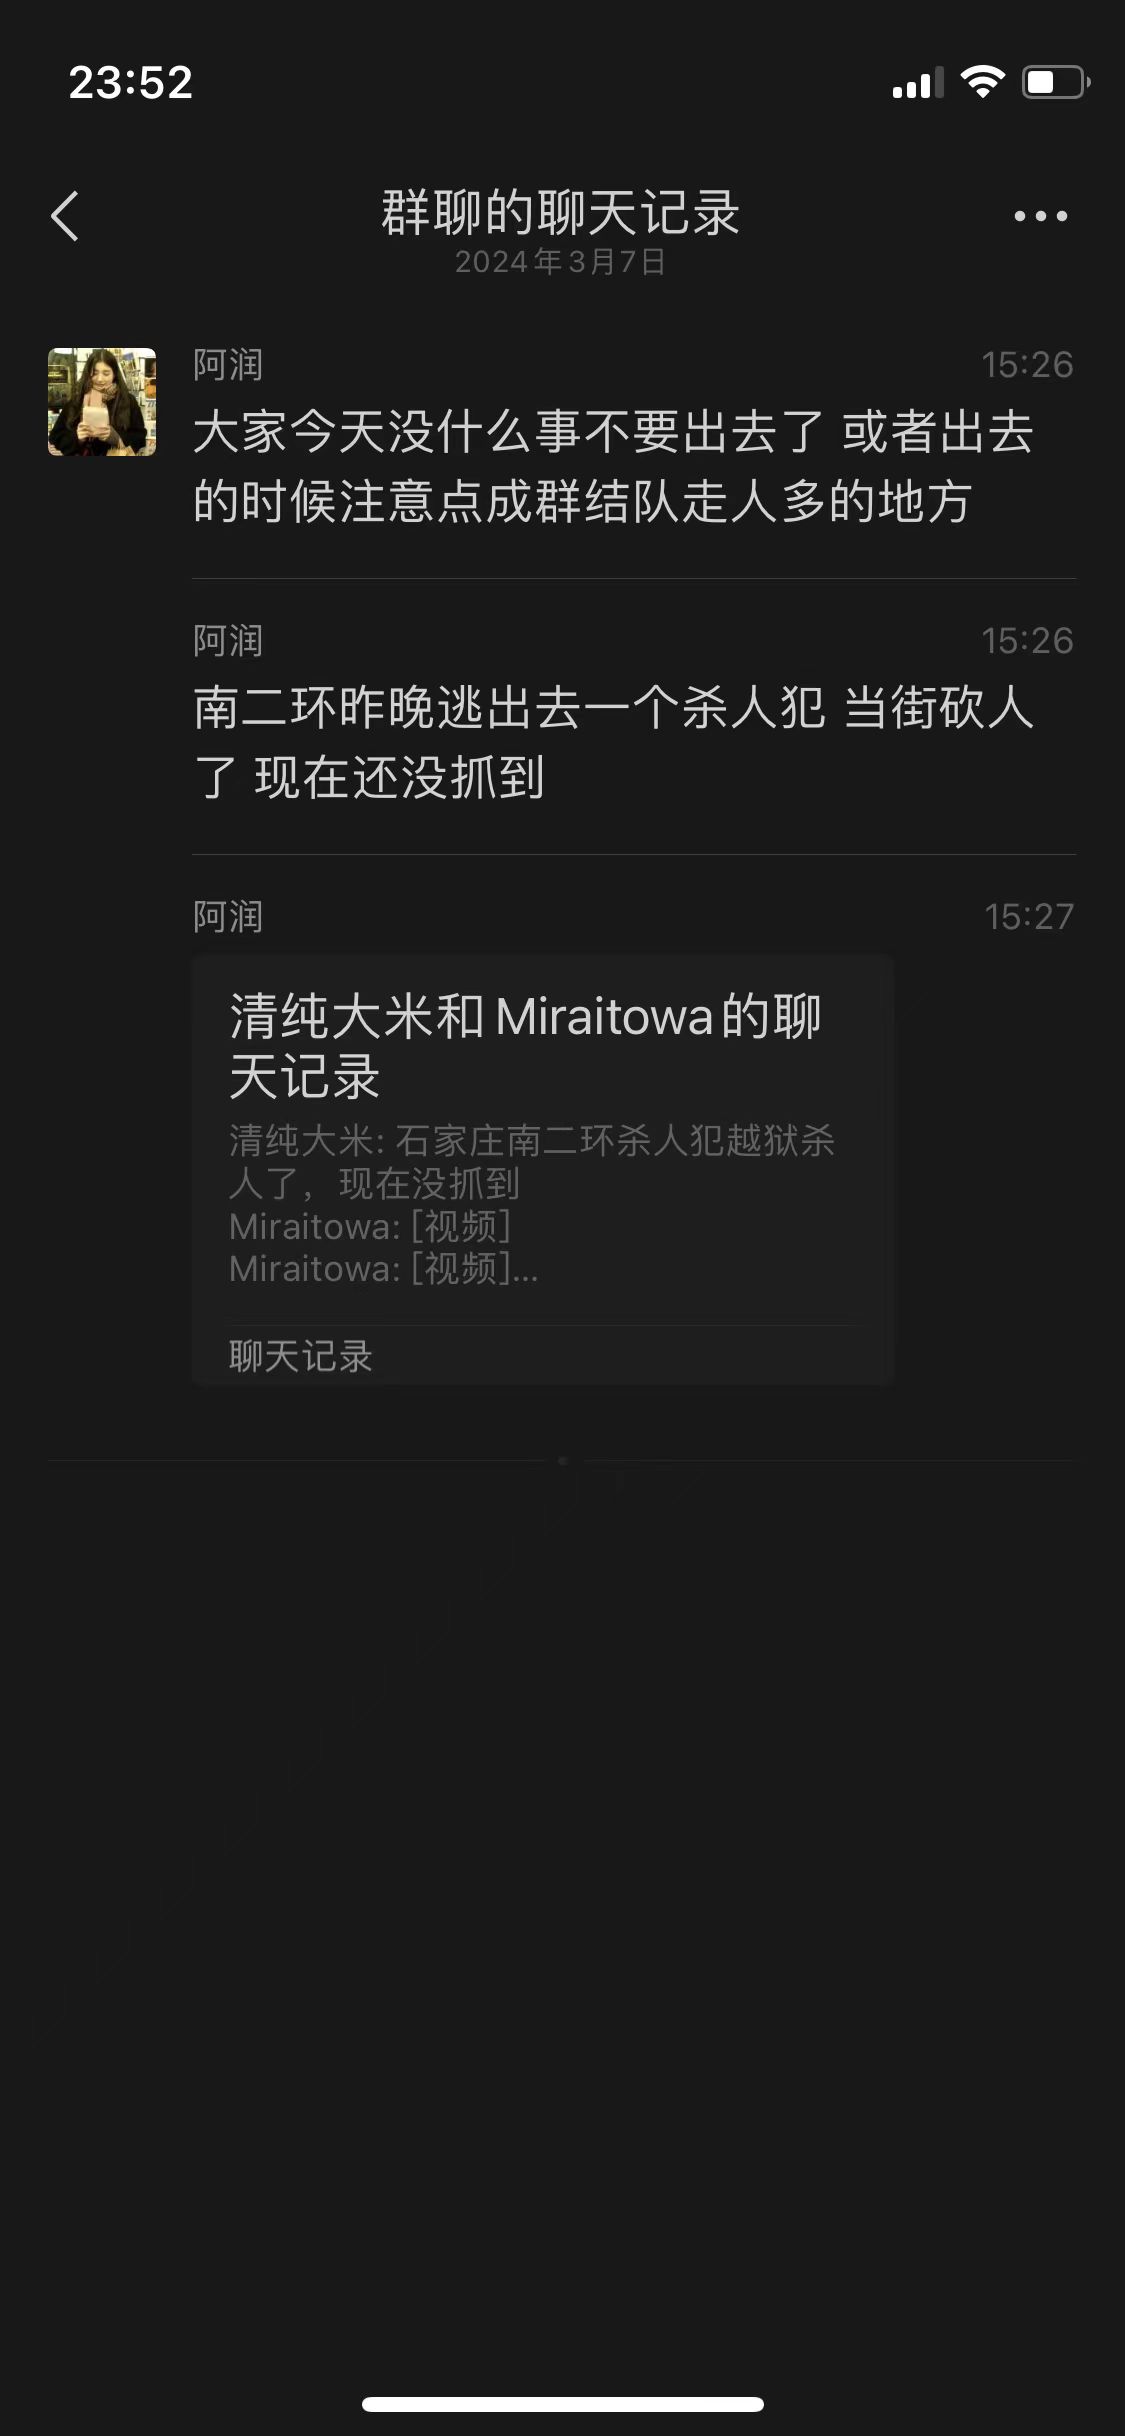 23:52
群聊的聊天记录
2024年3月7日
阿润 15:26
大家今天没什么事不要出去了 或者出去
的时候注意点成群结队走人多的地方
阿润 15:26
南二环昨晚逃出去一个杀人犯 当街砍人
了 现在还没抓到
阿润 15:27
清纯大米和Miraitowa的聊
天记录
清纯大米: 石家庄南二环杀人犯越狱杀
人了，现在没抓到
Miraitowa: [视频]
Miraitowa: [视频]...
聊天记录